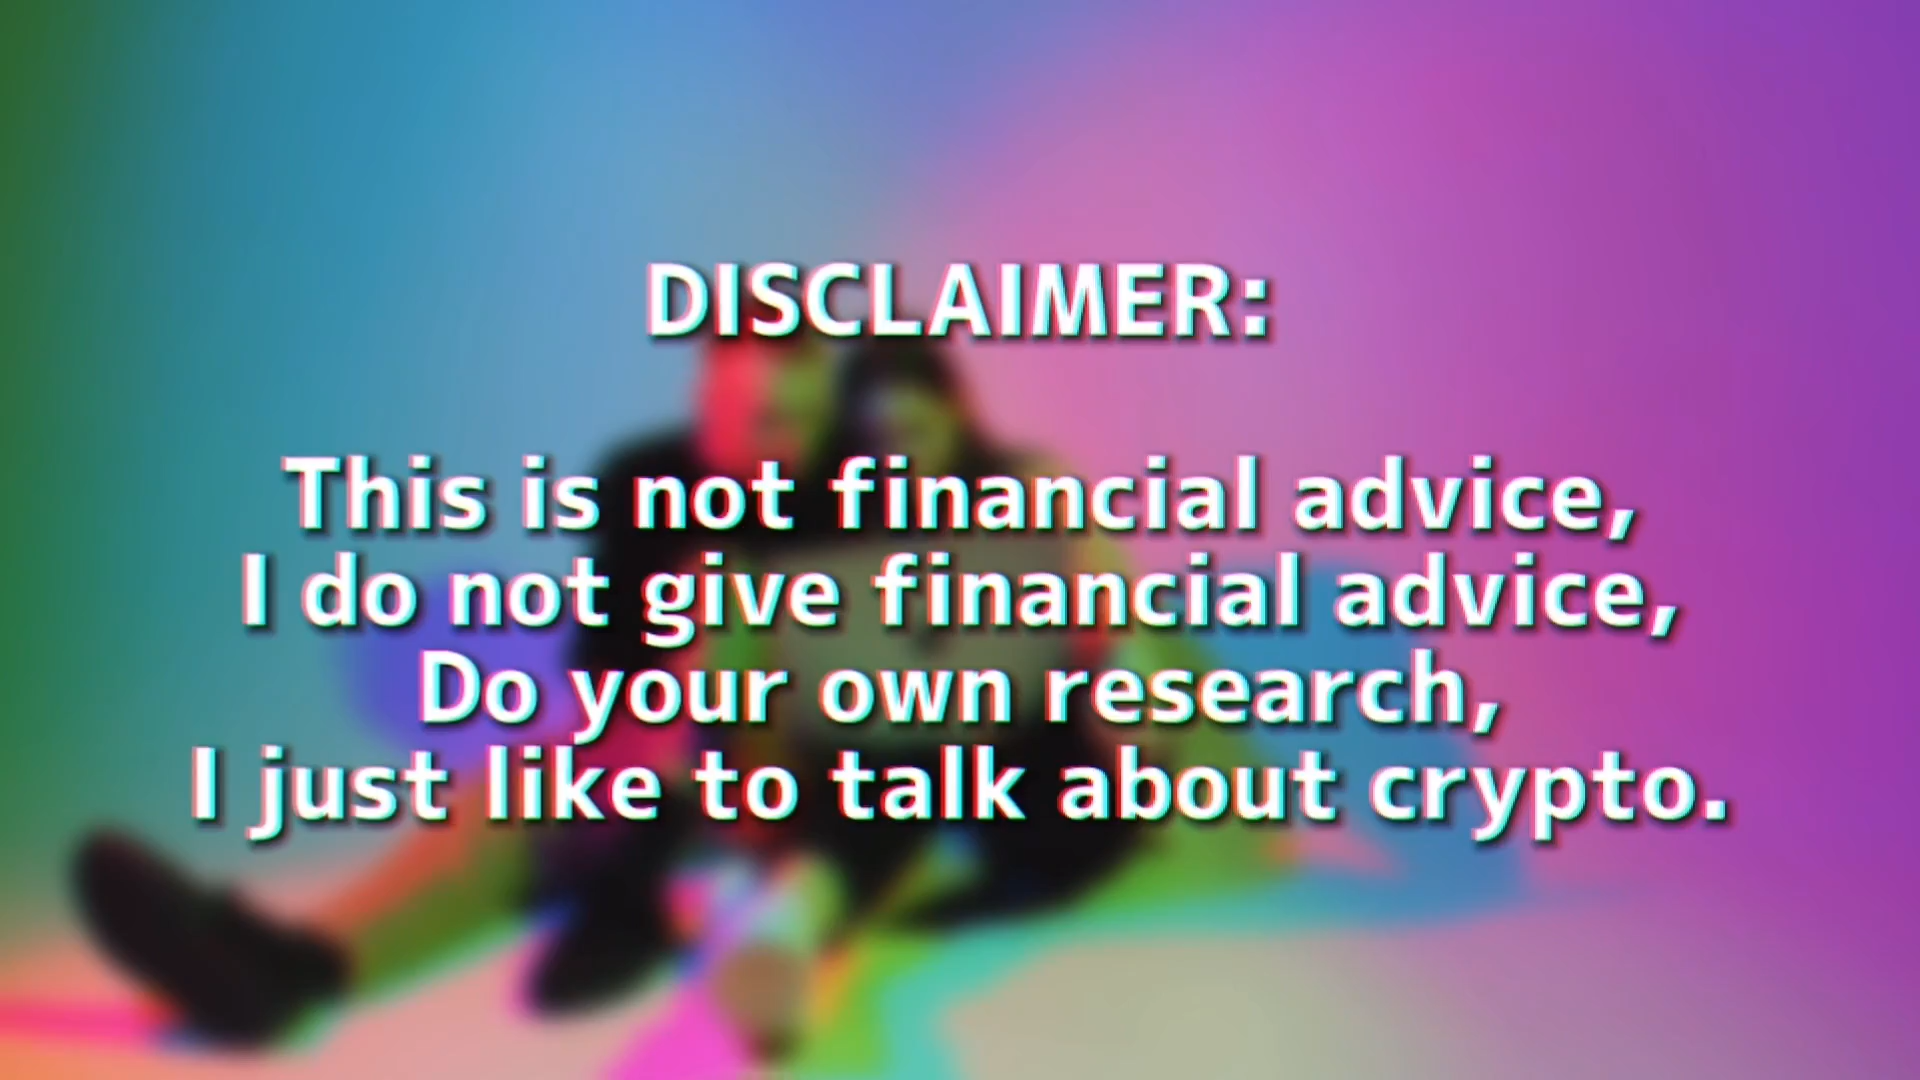 DISCLAIMER:
This is not financial advice,
I do not give financial advice,
Do your own research,
I just like to talk about crypto.